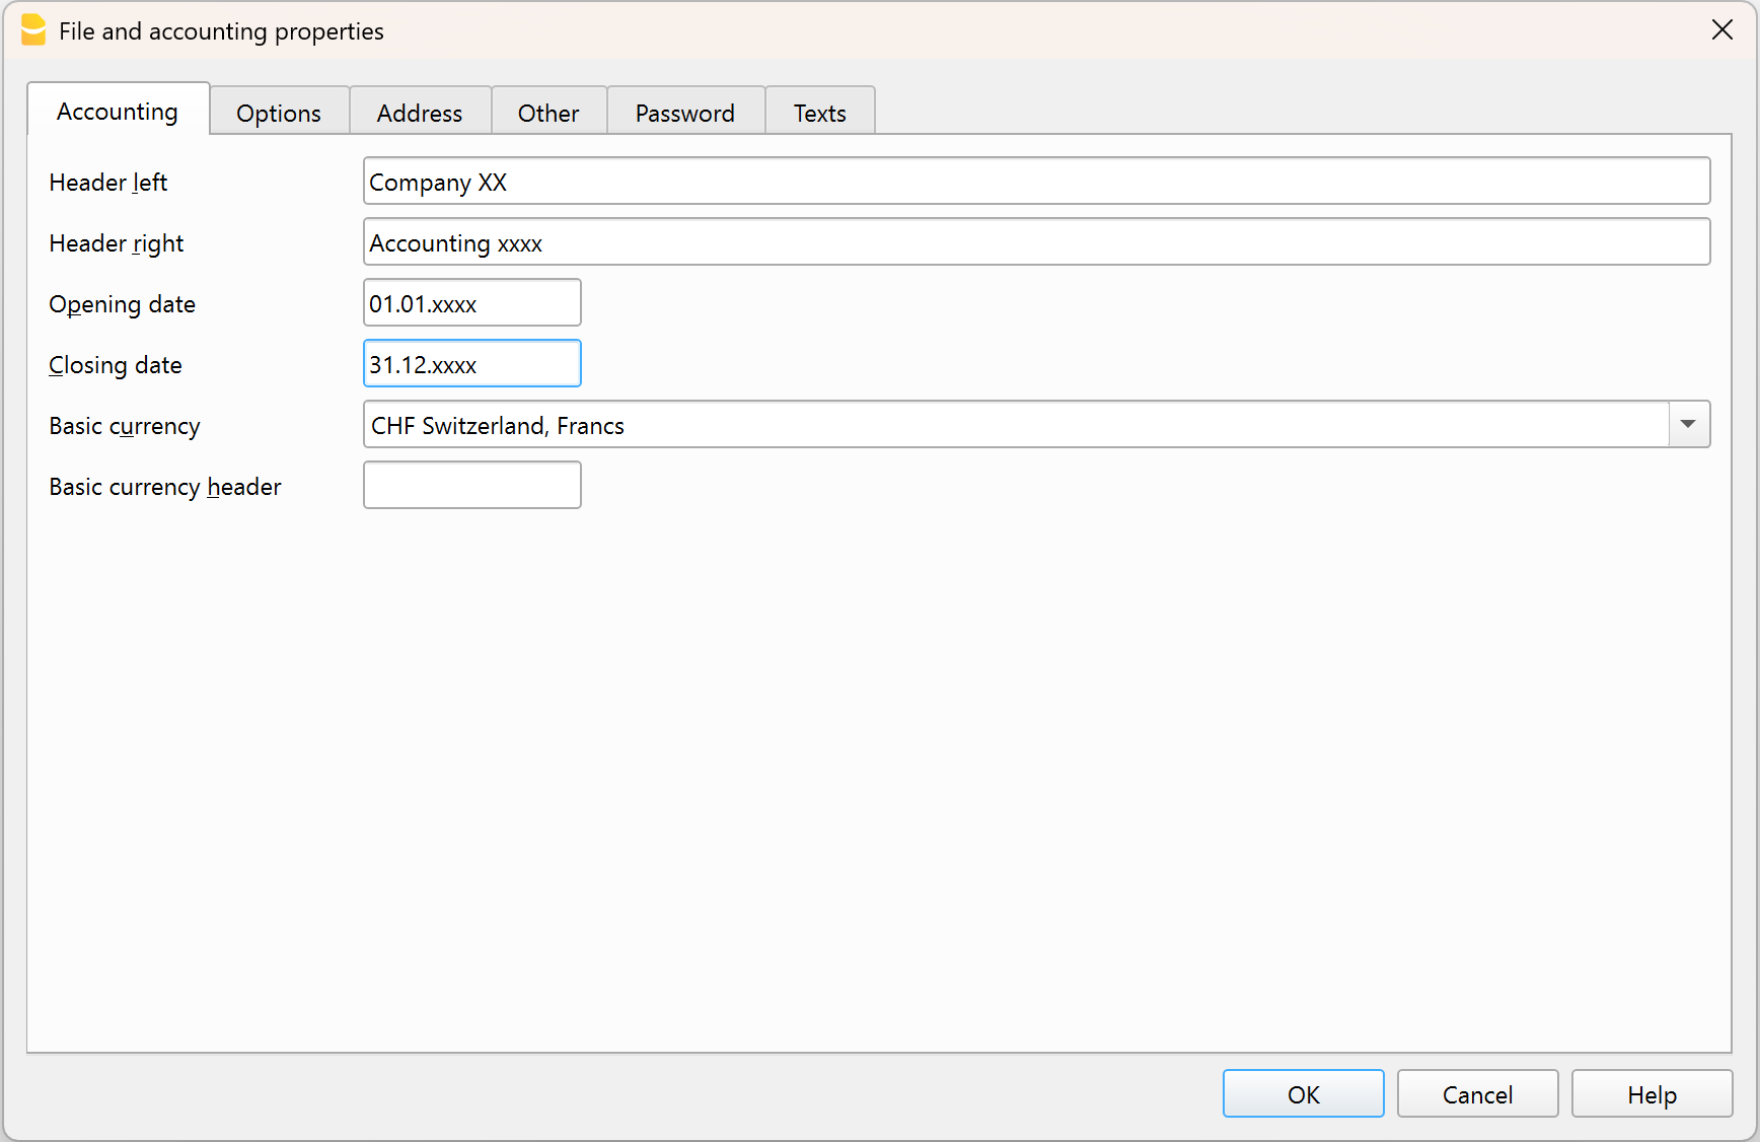 File and accounting properties
Accounting Options Address Other Password Texts
Header left Company XX
Header right Accounting xxxx
Opening date 01.01.xxxx
Closing date 31.12.xxxx
Basic currency CHF Switzerland, Francs
Basic currency header
OK Cancel Help